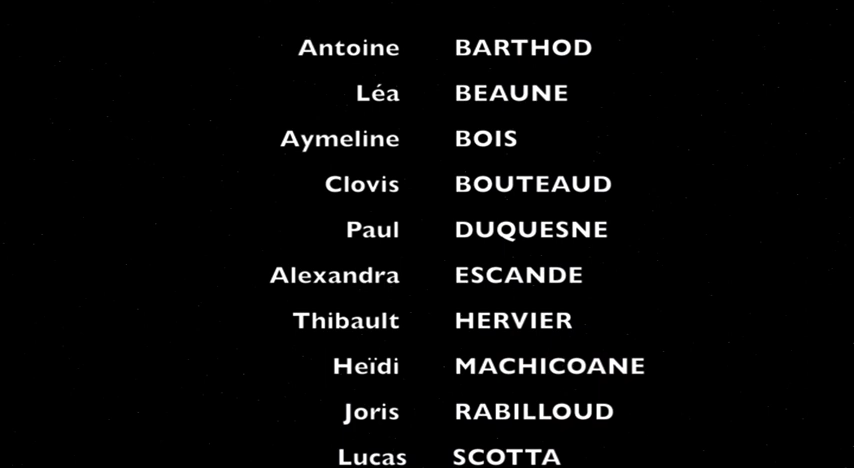 Antoine BARTHOD
Léa BEAUNE
Aymeline BOIS
Clovis BOUTEAUD
Paul DUQUESNE
Alexandra ESCANDE
Thibault HERVIER
Heïdi MACHICOANE
Joris RABILLOUD
Lucas SCOTTA